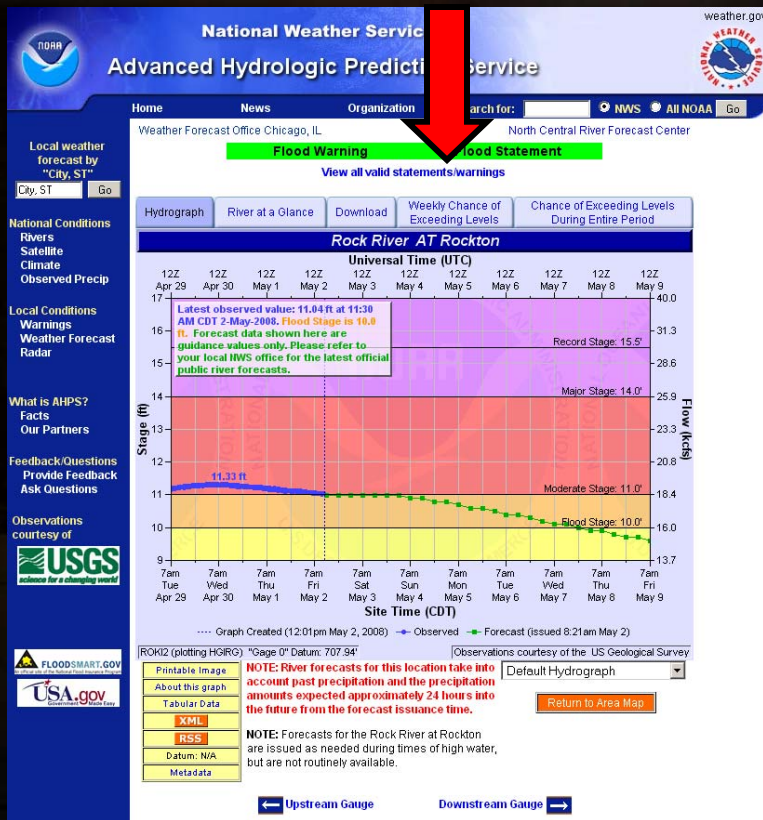 weather.gov
NOAA
National Weather Servic
Advanced Hydrologic Prediction Service
NATIONAL WEATHER SERVICE
Home News Organization arch for: NWS All NOAA Go
Local weather
forecast by
"City, ST"
City, ST Go
National Conditions
Rivers
Satellite
Climate
Observed Precip
Local Conditions
Warnings
Weather Forecast
Radar
What is AHPS?
Facts
Our Partners
Feedback/Questions
Provide Feedback
Ask Questions
Observations
courtesy of
USGS
science for a changing world
FLOODSMART.GOV
USA.gov
Government Made Easy
Weather Forecast Office Chicago, IL North Central River Forecast Center
Flood Warning Flood Statement
View all valid statements/warnings
Hydrograph River at a Glance Download Weekly Chance of Exceeding Levels Chance of Exceeding Levels During Entire Period
Rock River AT Rockton
Universal Time (UTC)
12Z 12Z 12Z 12Z 12Z 12Z 12Z 12Z 12Z 12Z 12Z
Apr 29 Apr 30 May 1 May 2 May 3 May 4 May 5 May 6 May 7 May 8 May 9
Latest observed value: 11.04 ft at 11:30
AM CDT 2-May-2008. Flood Stage is 10.0
ft. Forecast data shown here are
guidance values only. Please refer to
your local NWS office for the latest official
public river forecasts.
Stage (ft)
17
16
15
14
13
12
11
10
9
40.0
31.3
28.6
25.9
23.3
20.8
18.4
16.0
13.7
Flow (kcfs)
Record Stage: 15.5'
Major Stage: 14.0'
11.33 ft
Moderate Stage: 11.0'
Flood Stage: 10.0'
7am 7am 7am 7am 7am 7am 7am 7am 7am 7am 7am
Tue Wed Thu Fri Sat Sun Mon Tue Wed Thu Fri
Apr 29 Apr 30 May 1 May 2 May 3 May 4 May 5 May 6 May 7 May 8 May 9
Site Time (CDT)
Graph Created (12:01pm May 2, 2008) Observed Forecast (issued 8:21am May 2)
ROKI2 (plotting HGIRG) "Gage 0" Datum: 707.94' Observations courtesy of the US Geological Survey
Printable Image
About this graph
Tabular Data
XML
RSS
Datum: N/A
Metadata
NOTE: River forecasts for this location take into
account past precipitation and the precipitation
amounts expected approximately 24 hours into
the future from the forecast issuance time.
NOTE: Forecasts for the Rock River at Rockton
are issued as needed during times of high water,
but are not routinely available.
Default Hydrograph
Return to Area Map
Upstream Gauge Downstream Gauge